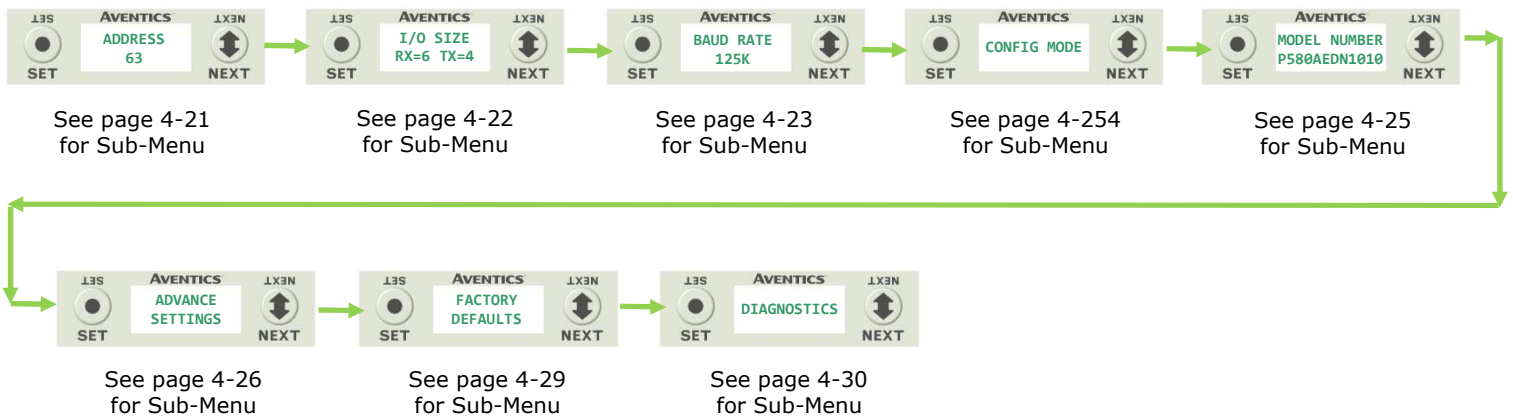 SET AVENTICS NEXT
ADDRESS
63
SET NEXT
See page 4-21
for Sub-Menu
SET AVENTICS NEXT
I/O SIZE
RX=6 TX=4
SET NEXT
See page 4-22
for Sub-Menu
SET AVENTICS NEXT
BAUD RATE
125K
SET NEXT
See page 4-23
for Sub-Menu
SET AVENTICS NEXT
CONFIG MODE
SET NEXT
See page 4-254
for Sub-Menu
SET AVENTICS NEXT
MODEL NUMBER
P580AEDN1010
SET NEXT
See page 4-25
for Sub-Menu
SET AVENTICS NEXT
ADVANCE
SETTINGS
SET NEXT
See page 4-26
for Sub-Menu
SET AVENTICS NEXT
FACTORY
DEFAULTS
SET NEXT
See page 4-29
for Sub-Menu
SET AVENTICS NEXT
DIAGNOSTICS
SET NEXT
See page 4-30
for Sub-Menu